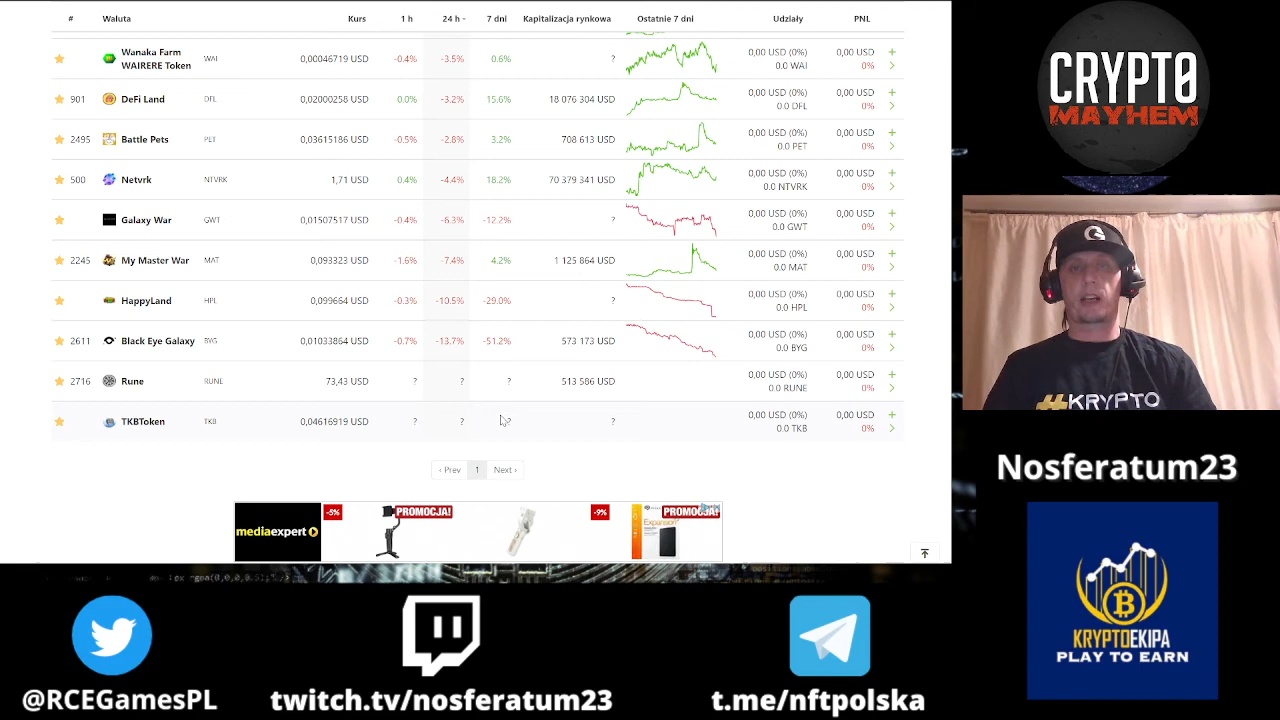 # Waluta Kurs 1 h 24 h 7 dni Kapitalizacja rynkowa Ostatnie 7 dni Udziały PNL
Wanaka Farm WAIRERE Token WAI 0,00046719 USD -0.4% -3.5% 0.6% ? 0,00 USD (0%) 0.0 WAI 0,00 USD 0% + >
901 DeFi Land DFL 0,02000258 USD 0.0% -3.2% 15.6% 18 076 304 USD 0,00 USD (0%) 0.0 DFL 0,00 USD 0% + >
2495 Battle Pets PET 0,03615186 USD -0.5% -2.8% 3.2% 708 613 USD 0,00 USD (0%) 0.0 PET 0,00 USD 0% + >
500 Netvrk NTVRK 1,71 USD 0.4% -4.4% 18.2% 70 379 341 USD 0,00 USD (0%) 0.0 NTVRK 0,00 USD 0% + >
Galaxy War GWT 0,01507517 USD -0.4% -6.3% -12.2% ? 0,00 USD (0%) 0.0 GWT 0,00 USD 0% + >
2245 My Master War MAT 0,093323 USD -1.6% -7.4% 4.2% 1 125 864 USD 0,00 USD (0%) 0.0 MAT 0,00 USD 0% + >
HappyLand HPL 0,099664 USD -0.3% -10.5% -29.0% ? 0,00 USD (0%) 0.0 HPL 0,00 USD 0% + >
2611 Black Eye Galaxy BYG 0,01033864 USD -0.7% -13.7% -51.2% 573 173 USD 0,00 USD (0%) 0.0 BYG 0,00 USD 0% + >
2716 Rune RUNE 73,43 USD ? ? ? 513 586 USD 0,00 USD (0%) 0.0 RUNE 0,00 USD 0% + >
TKBToken TKB 0,04616919 USD ? ? ? ? 0,00 USD (0%) 0.0 TKB 0,00 USD 0% + >
‹ Prev 1 Next ›
mediaexpert -5% PROMOCJA! -9% PROMOCJA!
Expansion
CRYPTO
MAYHEM
G
#KRYPTO
Nosferatum23
KRYPTOEKIPA
PLAY TO EARN
@RCEGamesPL
twitch.tv/nosferatum23
t.me/nftpolska